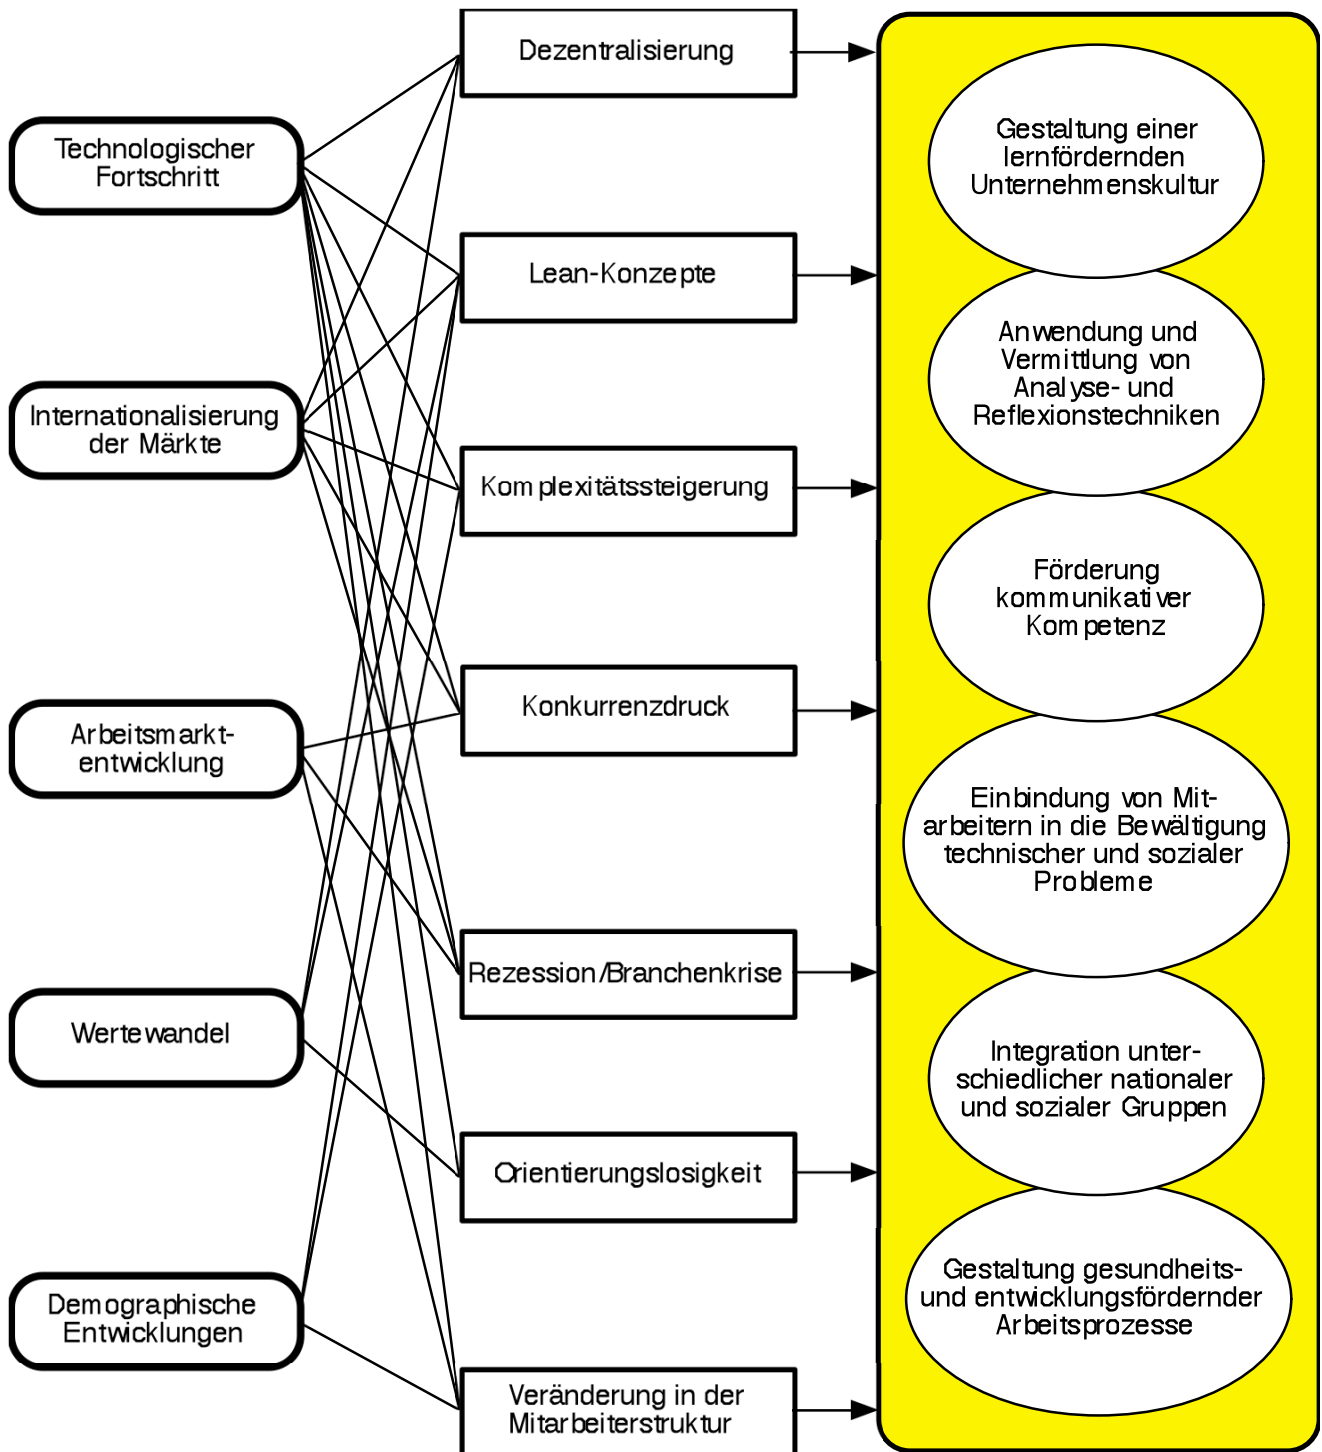 Technologischer
Fortschritt
Internationalisierung
der Märkte
Arbeitsmarkt-
entwicklung
Wertewandel
Demographische
Entwicklungen
Dezentralisierung
Lean-Konzepte
Komplexitätssteigerung
Konkurrenzdruck
Rezession/Branchenkrise
Orientierungslosigkeit
Veränderung in der
Mitarbeiterstruktur
Gestaltung einer
lernfördernden
Unternehmenskultur
Anwendung und
Vermittlung von
Analyse- und
Reflexionstechniken
Förderung
kommunikativer
Kompetenz
Einbindung von Mit-
arbeitern in die Bewältigung
technischer und sozialer
Probleme
Integration unter-
schiedlicher nationaler
und sozialer Gruppen
Gestaltung gesundheits-
und entwicklungsfördernder
Arbeitsprozesse